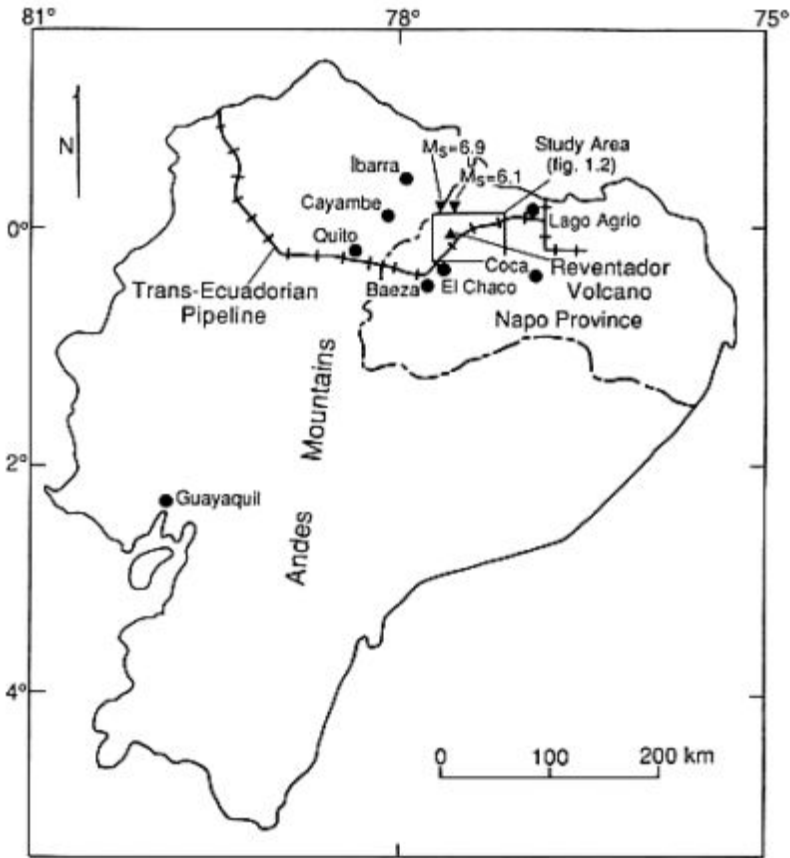 81°
78°
75°
N
Ms=6.9
Study Area
(fig. 1.2)
Ibarra
Ms=6.1
Cayambe
Lago Agrio
0°
Quito
Coca
Reventador
Volcano
Trans-Ecuadorian
Pipeline
Baeza
El Chaco
Napo Province
Mountains
2°
Guayaquil
Andes
4°
0 100 200 km